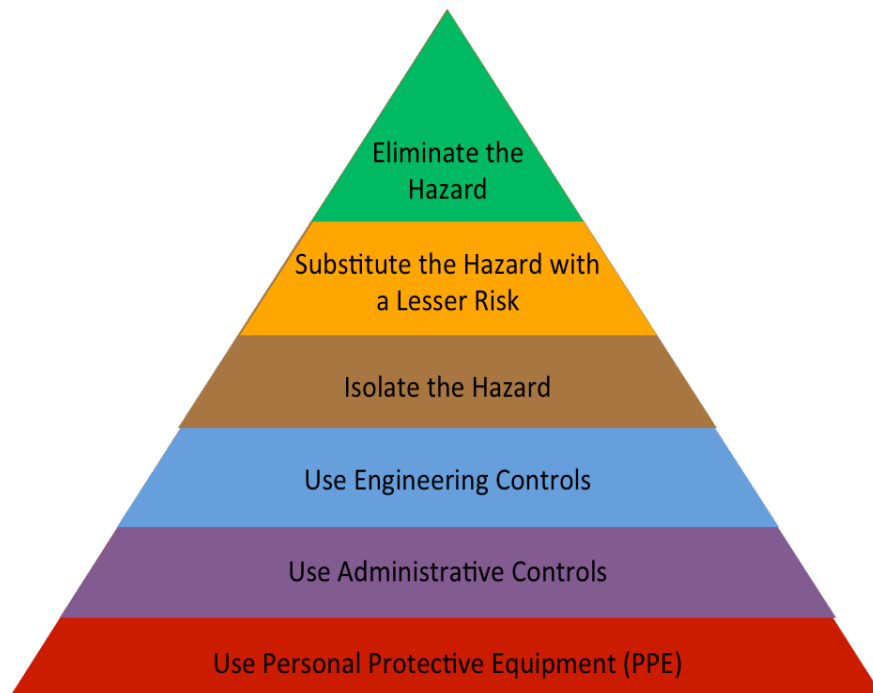 Eliminate the
Hazard
Substitute the Hazard with
a Lesser Risk
Isolate the Hazard
Use Engineering Controls
Use Administrative Controls
Use Personal Protective Equipment (PPE)